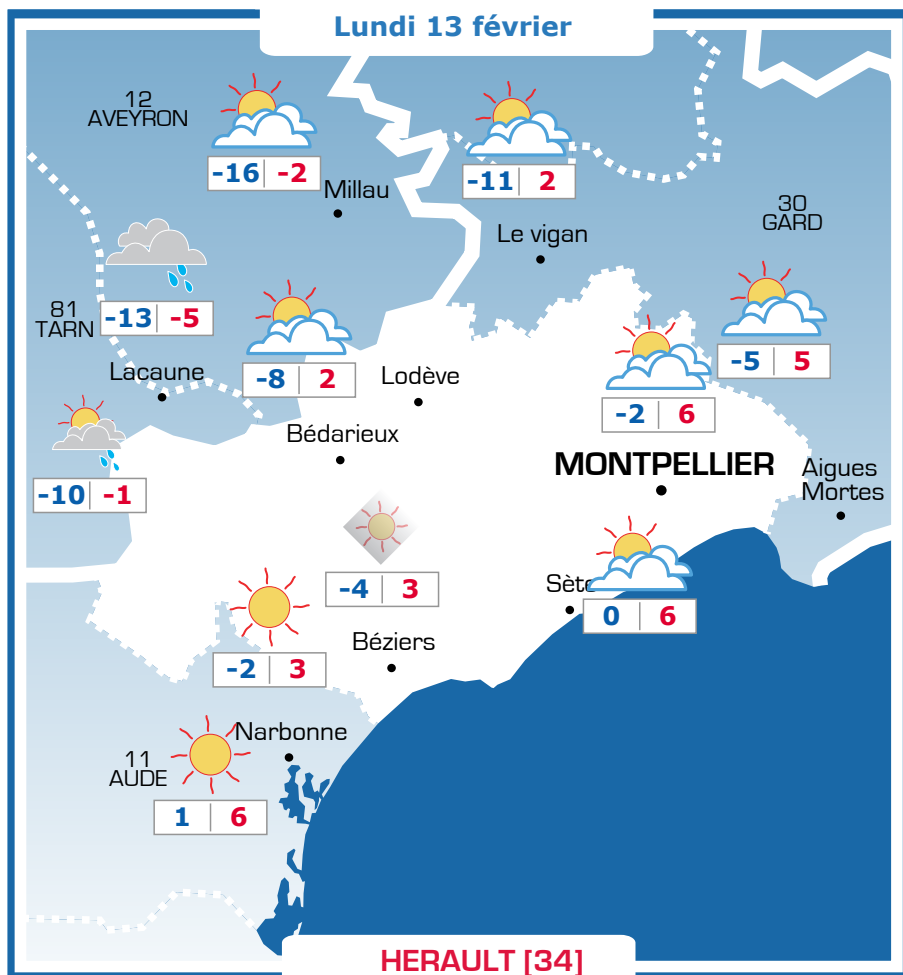 Lundi 13 février
12
AVEYRON
-16 -2
Millau
-11 2
Le vigan
30
GARD
81
TARN
-13 -5
Lacaune
-8 2
Lodève
-5 5
-2 6
Bédarieux
MONTPELLIER
Aigues
Mortes
-10 -1
-4 3
Sète
0 6
-2 3
Béziers
Narbonne
11
AUDE
1 6
HERAULT [34]